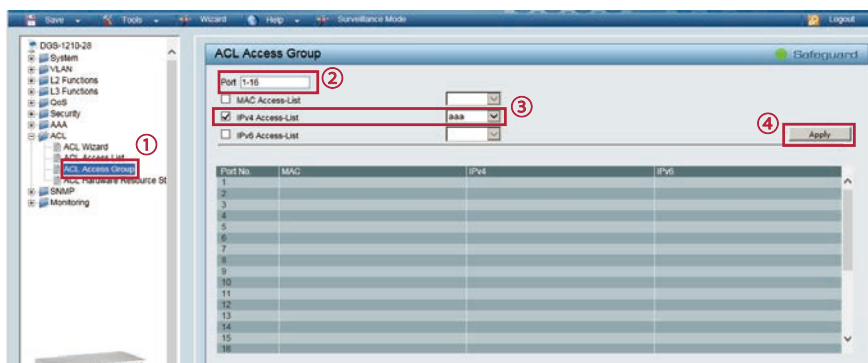 Save Tools Wizard Help Surveillance Mode Logout
DGS-1210-28
System
VLAN
L2 Functions
L3 Functions
QoS
Security
AAA
ACL
ACL Wizard
ACL Access List
ACL Access Group
ACL Hardware Resource St
SNMP
Monitoring
①
ACL Access Group
Safeguard
Port 1-16
②
MAC Access-List
IPv4 Access-List aaa
③
IPv6 Access-List
④
Apply
Port No. MAC IPv4 IPv6
1
2
3
4
5
6
7
8
9
10
11
12
13
14
15
16